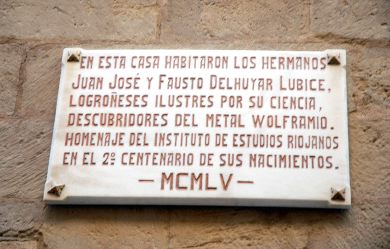 EN ESTA CASA HABITARON LOS HERMANOS
JUAN JOSÉ Y FAUSTO DELHUYAR LUBICE,
LOGROÑESES ILUSTRES POR SU CIENCIA,
DESCUBRIDORES DEL METAL WOLFRAMIO.
HOMENAJE DEL INSTITUTO DE ESTUDIOS RIOJANOS
EN EL 2º CENTENARIO DE SUS NACIMIENTOS.
– MCMLV –